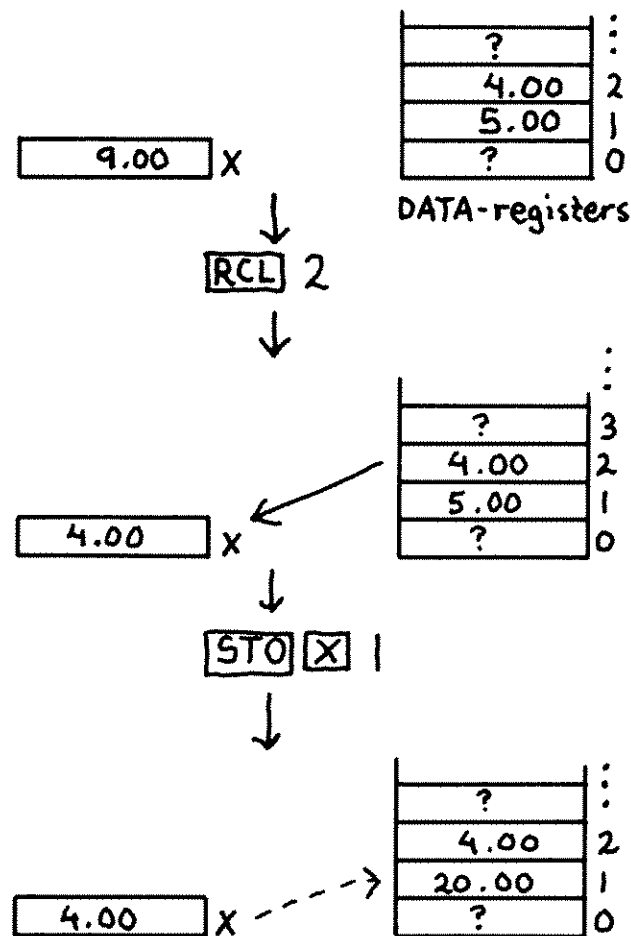 ?
4.00 2
5.00 1
9.00 X ? 0
DATA-registers
RCL 2
? 3
4.00 2
5.00 1
4.00 X ? 0
STO X 1
?
4.00 2
20.00 1
4.00 X ? 0